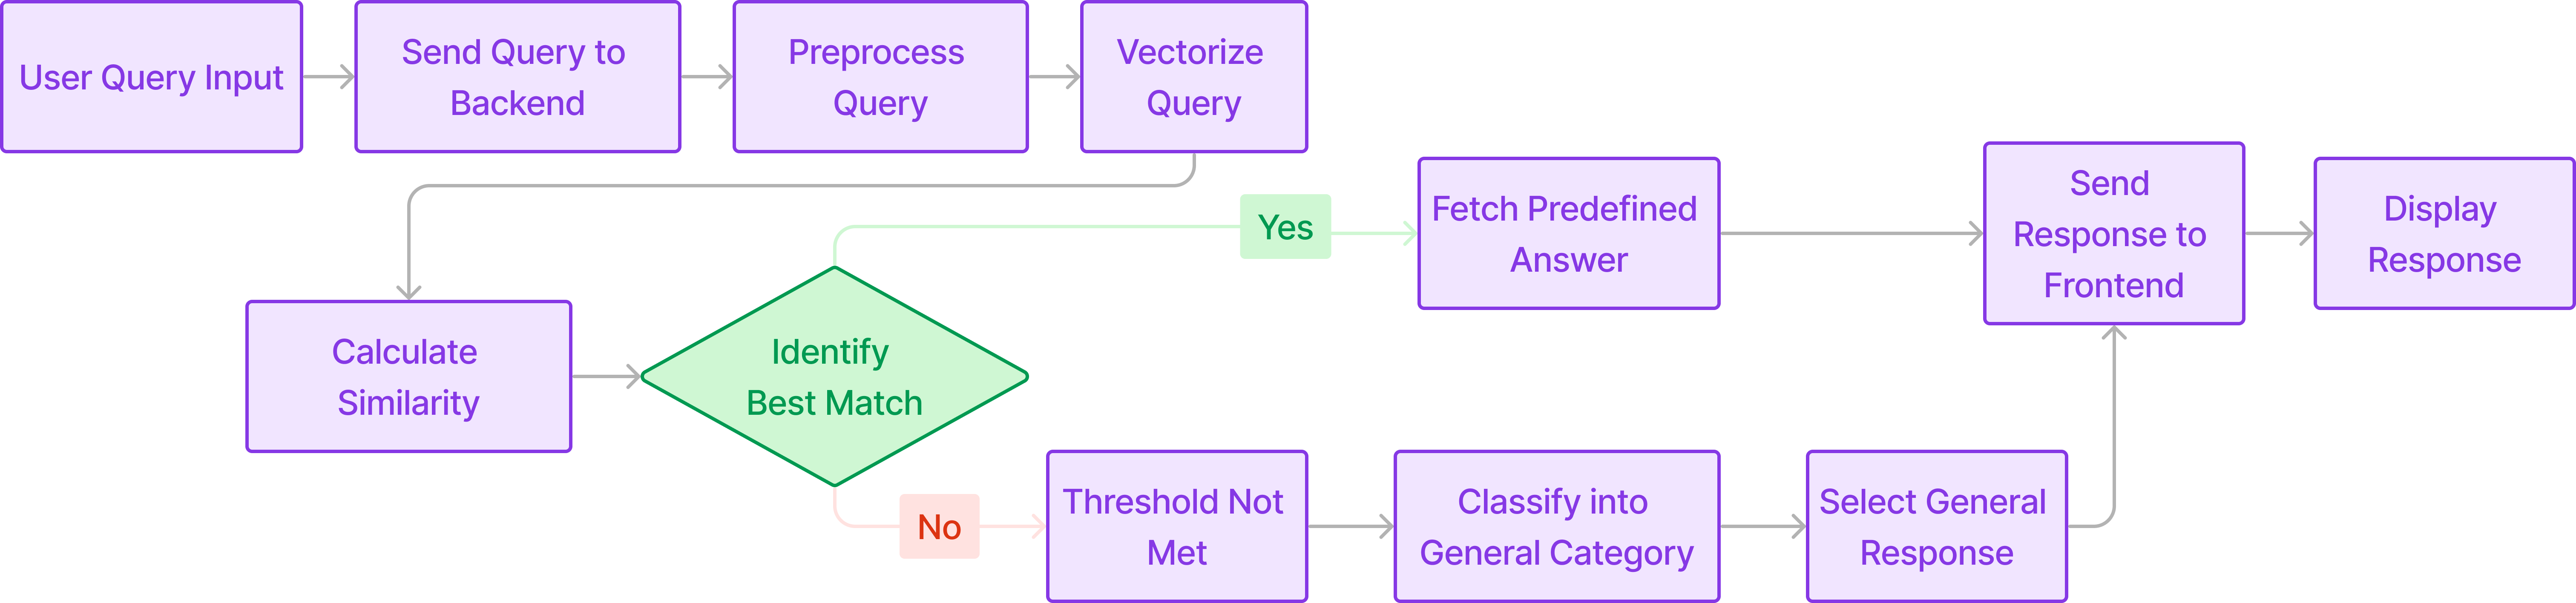 User Query Input
Send Query to
Backend
Preprocess
Query
Vectorize
Query
Calculate
Similarity
Identify
Best Match
Yes
Fetch Predefined
Answer
Send
Response to
Frontend
Display
Response
No
Threshold Not
Met
Classify into
General Category
Select General
Response